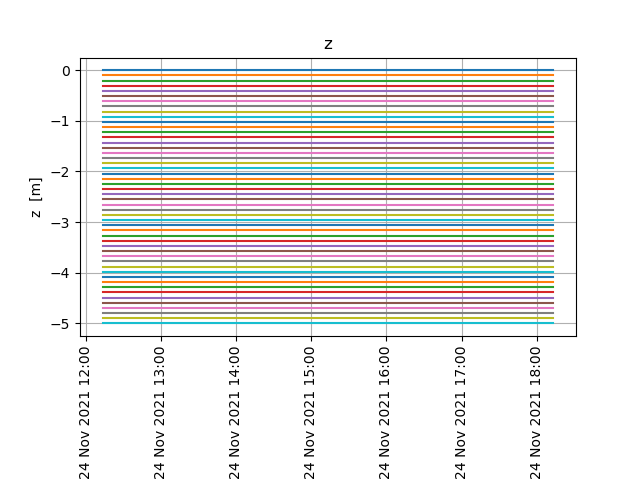 z
0
−1
−2
−3
−4
−5
z [m]
24 Nov 2021 12:00
24 Nov 2021 13:00
24 Nov 2021 14:00
24 Nov 2021 15:00
24 Nov 2021 16:00
24 Nov 2021 17:00
24 Nov 2021 18:00